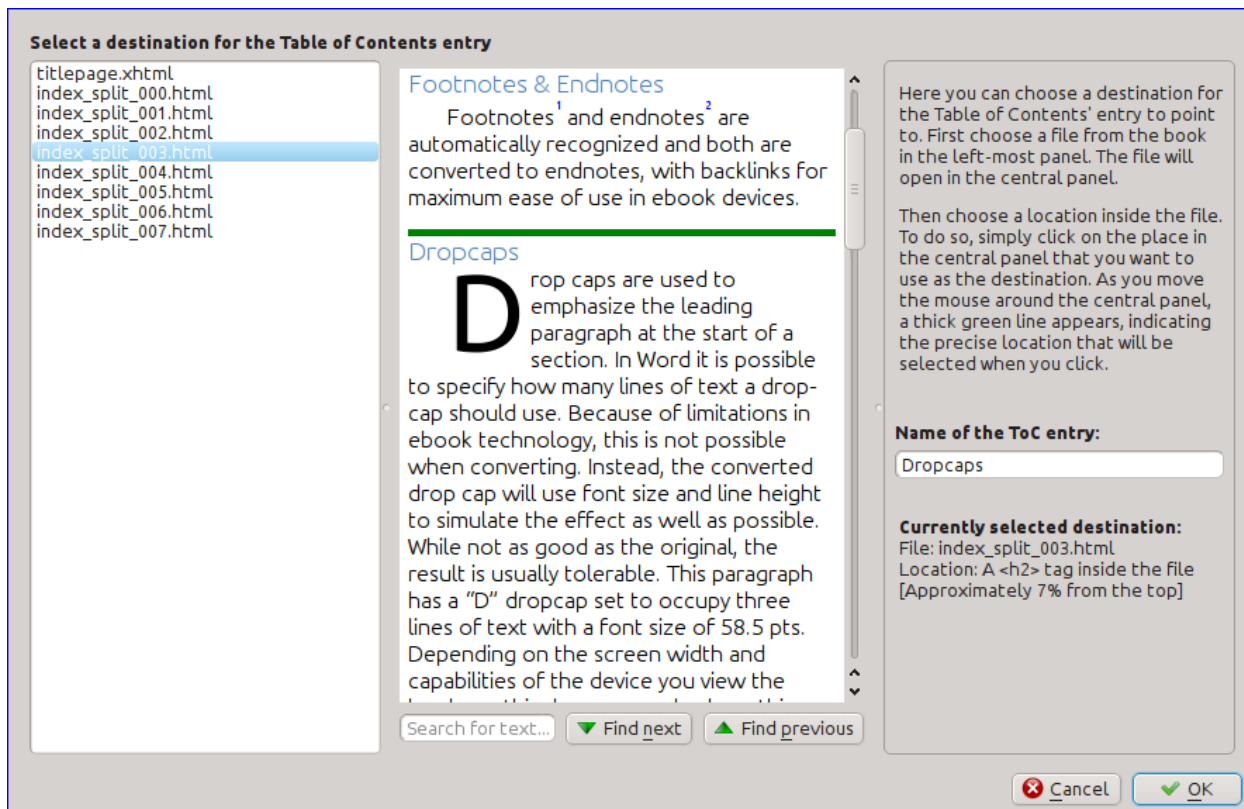 Select a destination for the Table of Contents entry
titlepage.xhtml
index_split_000.html
index_split_001.html
index_split_002.html
index_split_003.html
index_split_004.html
index_split_005.html
index_split_006.html
index_split_007.html
Footnotes & Endnotes
Footnotes1 and endnotes2 are
automatically recognized and both are
converted to endnotes, with backlinks for
maximum ease of use in ebook devices.
Dropcaps
Drop caps are used to
emphasize the leading
paragraph at the start of a
section. In Word it is possible
to specify how many lines of text a drop-
cap should use. Because of limitations in
ebook technology, this is not possible
when converting. Instead, the converted
drop cap will use font size and line height
to simulate the effect as well as possible.
While not as good as the original, the
result is usually tolerable. This paragraph
has a “D” dropcap set to occupy three
lines of text with a font size of 58.5 pts.
Depending on the screen width and
capabilities of the device you view the
Search for text...
Find next
Find previous
Here you can choose a destination for
the Table of Contents' entry to point
to. First choose a file from the book
in the left-most panel. The file will
open in the central panel.
Then choose a location inside the file.
To do so, simply click on the place in
the central panel that you want to
use as the destination. As you move
the mouse around the central panel,
a thick green line appears, indicating
the precise location that will be
selected when you click.
Name of the ToC entry:
Dropcaps
Currently selected destination:
File: index_split_003.html
Location: A <h2> tag inside the file
[Approximately 7% from the top]
Cancel
OK